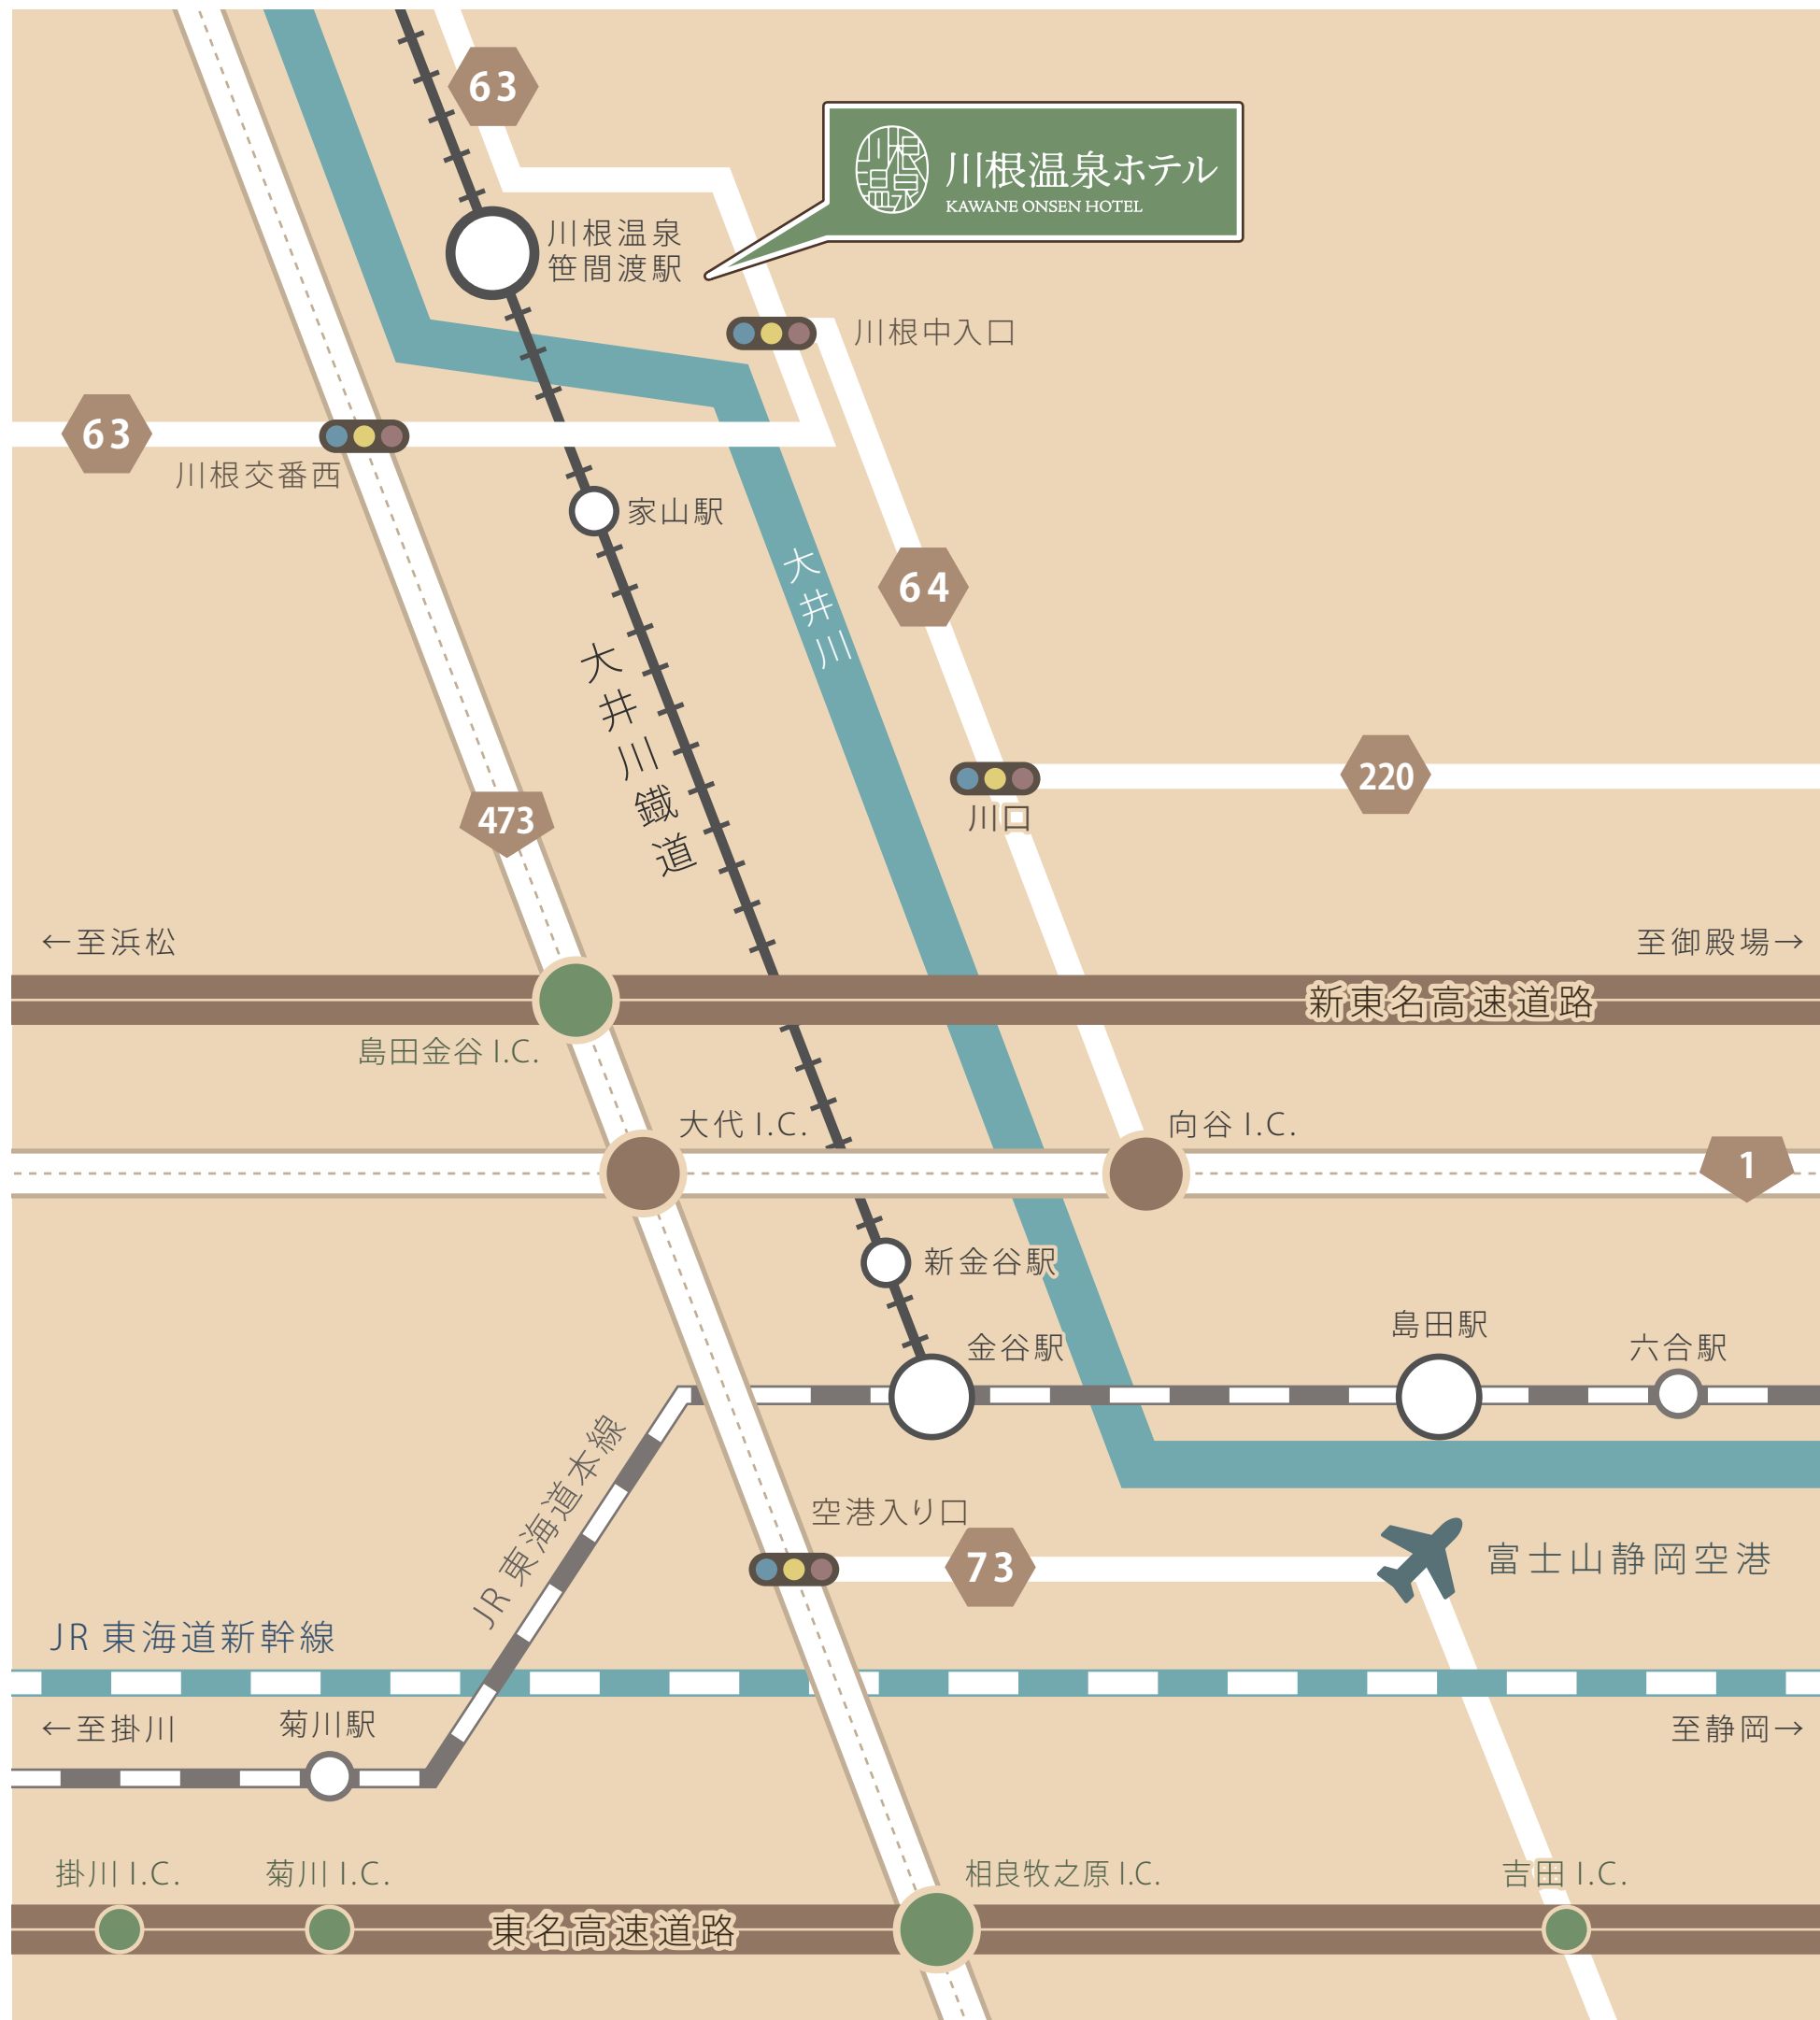 63
川根温泉ホテル
KAWANE ONSEN HOTEL
川根温泉
笹間渡駅
川根中入口
63
川根交番西
家山駅
大井川
64
大井川鐵道
220
川口
473
←至浜松
至御殿場→
新東名高速道路
島田金谷 I.C.
大代 I.C.
向谷 I.C.
1
新金谷駅
金谷駅
島田駅
六合駅
JR 東海道本線
空港入り口
73
富士山静岡空港
JR 東海道新幹線
←至掛川
菊川駅
至静岡→
掛川 I.C.
菊川 I.C.
相良牧之原 I.C.
吉田 I.C.
東名高速道路